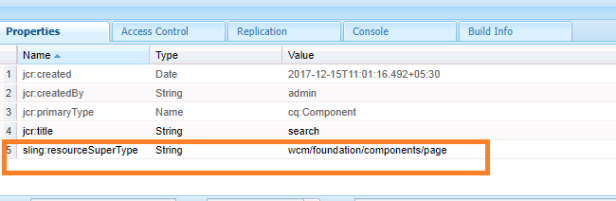 Properties Access Control Replication Console Build Info
Name Type Value
1 jcr:created Date 2017-12-15T11:01:16.492+05:30
2 jcr:createdBy String admin
3 jcr:primaryType Name cq:Component
4 jcr:title String search
5 sling:resourceSuperType String wcm/foundation/components/page